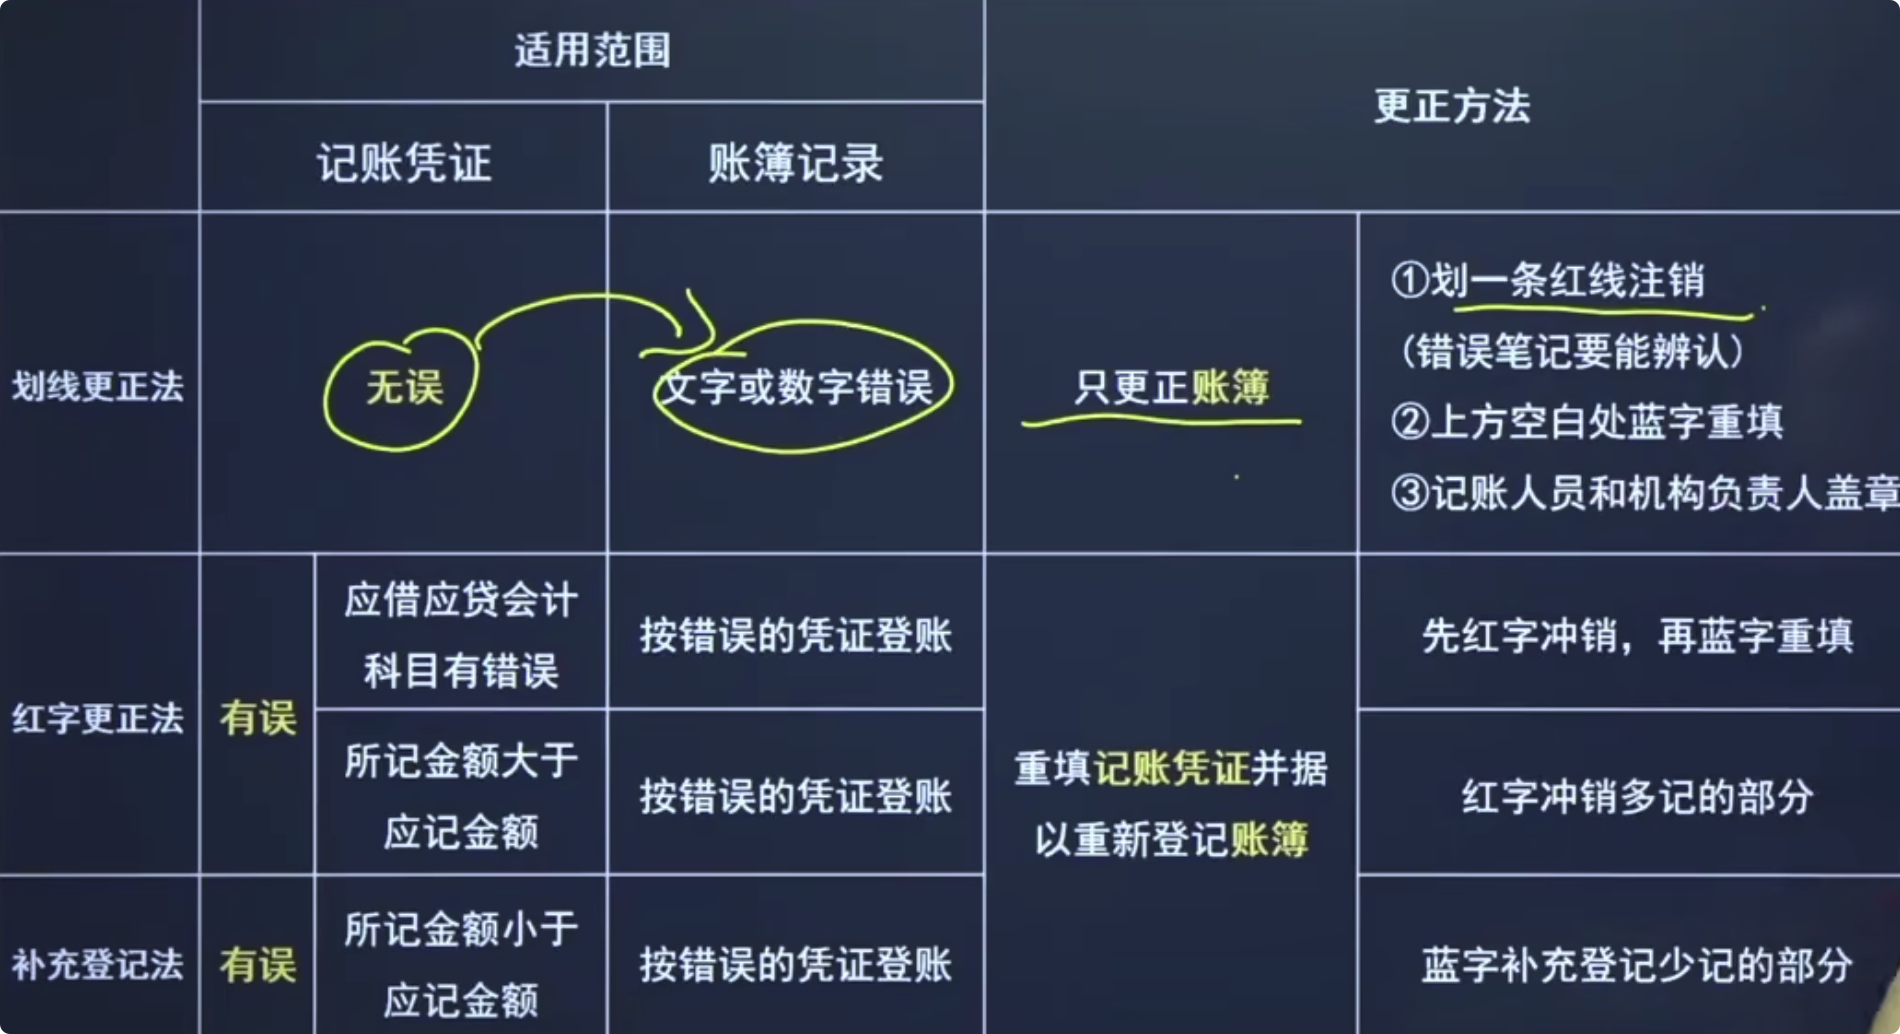 适用范围
更正方法
记账凭证
账簿记录
划线更正法
无误
文字或数字错误
只更正账簿
①划一条红线注销
（错误笔记要能辨认）
②上方空白处蓝字重填
③记账人员和机构负责人盖章
红字更正法
有误
应借应贷会计
科目有错误
按错误的凭证登账
重填记账凭证并据
以重新登记账簿
先红字冲销，再蓝字重填
所记金额大于
应记金额
按错误的凭证登账
红字冲销多记的部分
补充登记法
有误
所记金额小于
应记金额
按错误的凭证登账
蓝字补充登记少记的部分